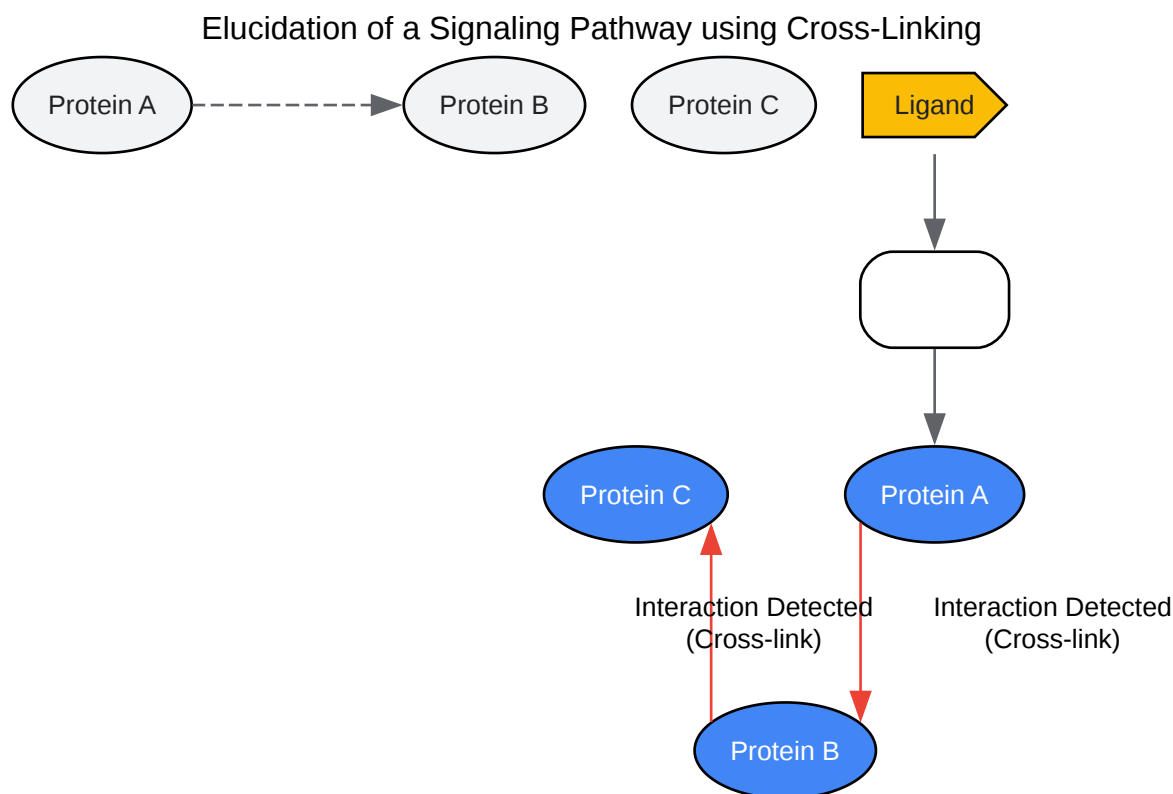 Elucidation of a Signaling Pathway using Cross-Linking
Protein A
Protein B
Protein C
Ligand
Protein C
Protein A
Interaction Detected
(Cross-link)
Interaction Detected
(Cross-link)
Protein B